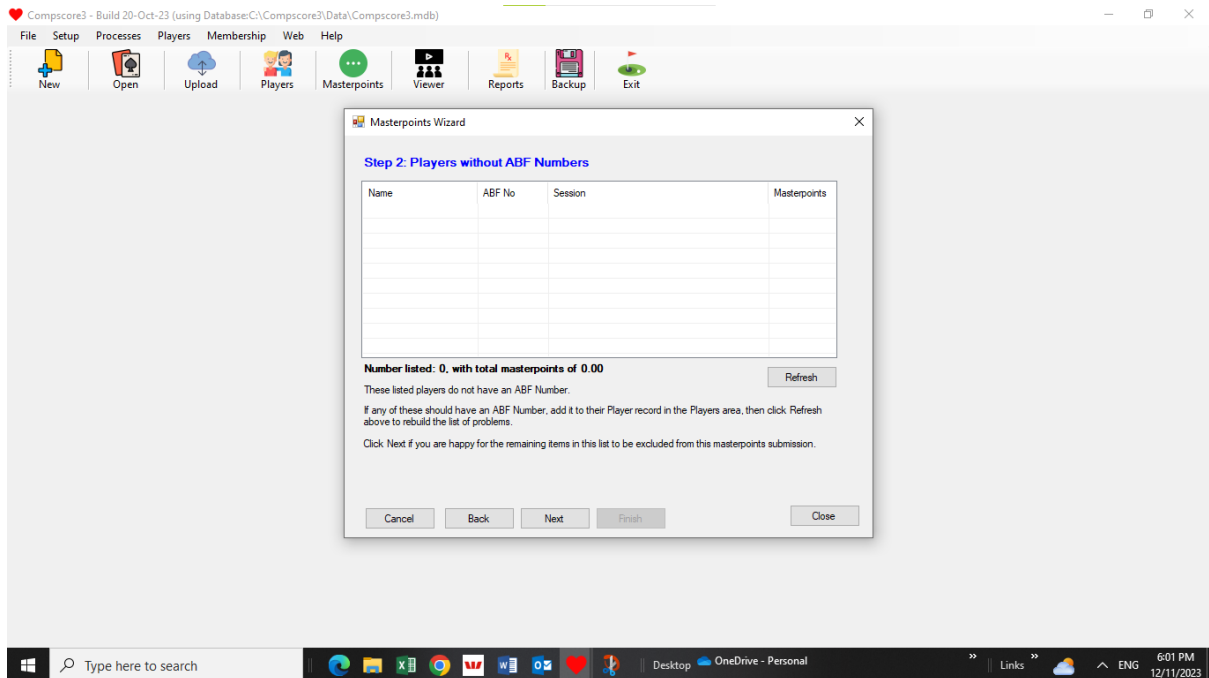 Compscore3 - Build 20-Oct-23 (using Database:C:\Compscore3\Data\Compscore3.mdb)
File Setup Processes Players Membership Web Help
New Open Upload Players Masterpoints Viewer Reports Backup Exit
Masterpoints Wizard
Step 2: Players without ABF Numbers
Name ABF No Session Masterpoints
Number listed: 0, with total masterpoints of 0.00
Refresh
These listed players do not have an ABF Number.
If any of these should have an ABF Number, add it to their Player record in the Players area, then click Refresh
above to rebuild the list of problems.
Click Next if you are happy for the remaining items in this list to be excluded from this masterpoints submission.
Cancel Back Next Finish Close
Type here to search
Desktop OneDrive - Personal Links ENG 6:01 PM
12/11/2023